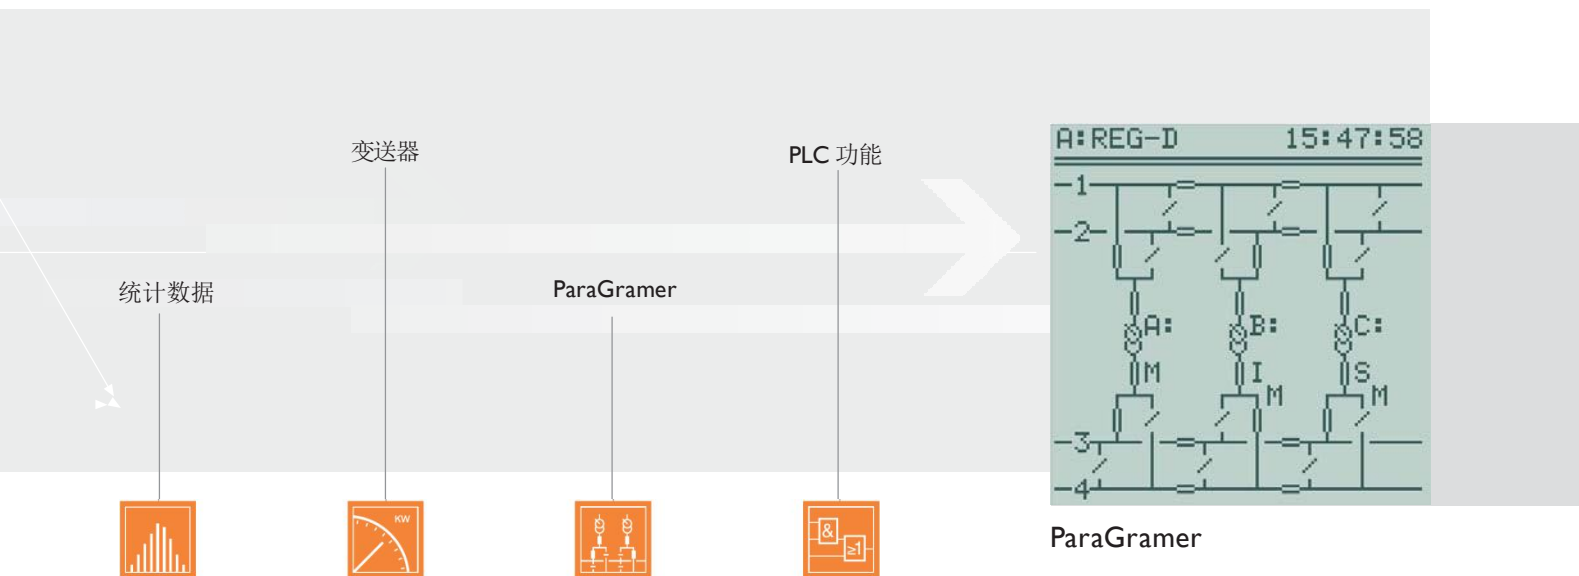 变送器
PLC 功能
统计数据
ParaGramer
KW
&
≥1
A:REG-D 15:47:58
1
2
A: B: C:
M I S
M M
3
4
ParaGramer